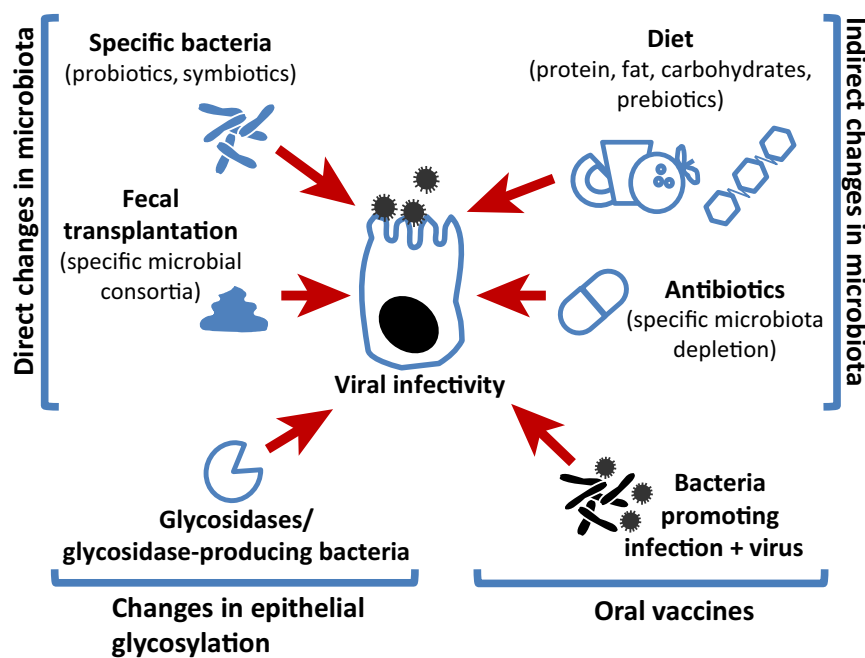 Direct changes in microbiota
Specific bacteria
(probiotics, symbiotics)
Fecal
transplantation
(specific microbial
consortia)
Diet
(protein, fat, carbohydrates,
prebiotics)
Antibiotics
(specific microbiota
depletion)
Indirect changes in microbiota
Viral infectivity
Glycosidases/
glycosidase-producing bacteria
Changes in epithelial
glycosylation
Bacteria
promoting
infection + virus
Oral vaccines